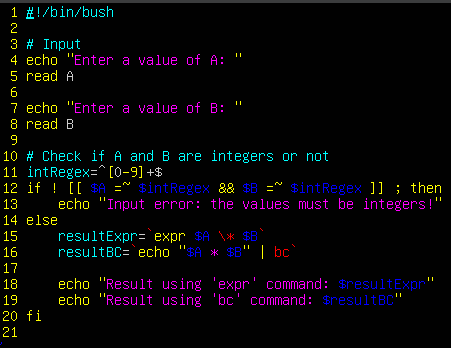 1 #!/bin/bush
2
3 # Input
4 echo "Enter a value of A: "
5 read A
6
7 echo "Enter a value of B: "
8 read B
9
10 # Check if A and B are integers or not
11 intRegex=^[0-9]+$
12 if ! [[ $A =~ $intRegex && $B =~ $intRegex ]] ; then
13     echo "Input error: the values must be integers!"
14 else
15     resultExpr=`expr $A \* $B`
16     resultBC=`echo "$A * $B" | bc`
17
18     echo "Result using 'expr' command: $resultExpr"
19     echo "Result using 'bc' command: $resultBC"
20 fi
21